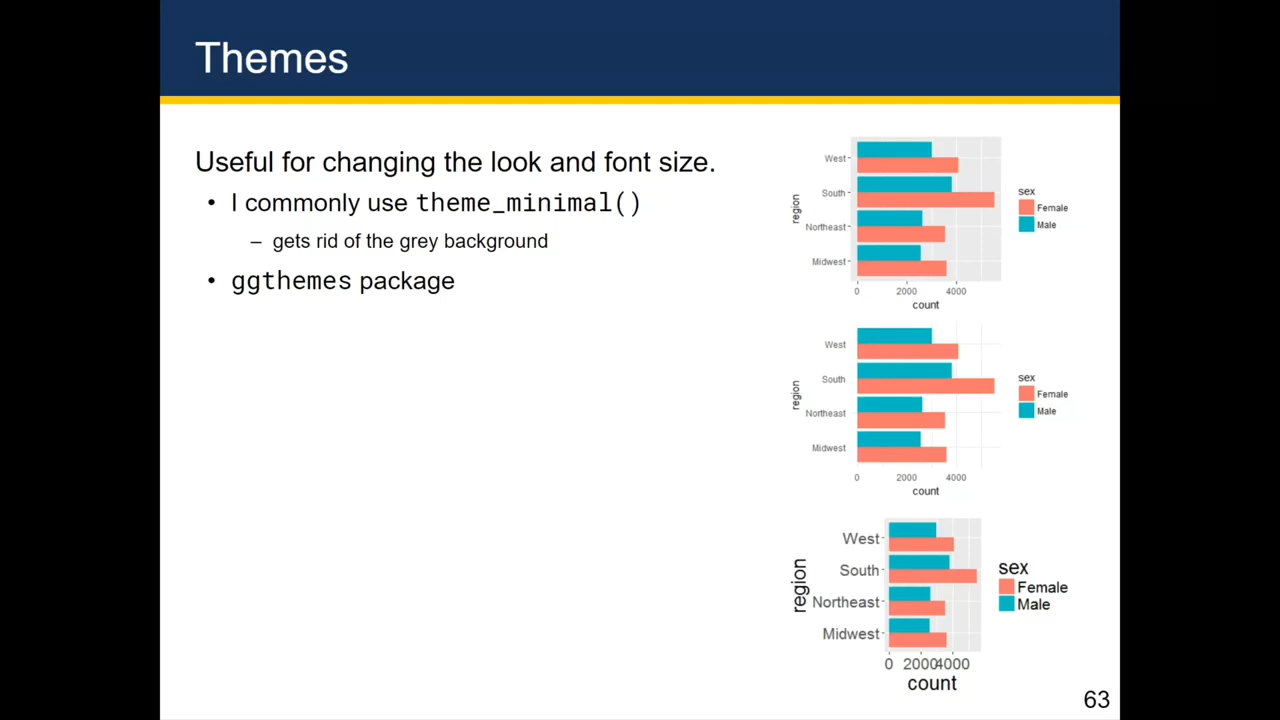 Themes
Useful for changing the look and font size.
• I commonly use theme_minimal()
– gets rid of the grey background
• ggthemes package
West
South
Northeast
Midwest
region
0 2000 4000
count
sex
Female
Male
West
South
Northeast
Midwest
region
0 2000 4000
count
sex
Female
Male
West
South
Northeast
Midwest
region
0 2000 4000
count
sex
Female
Male
63